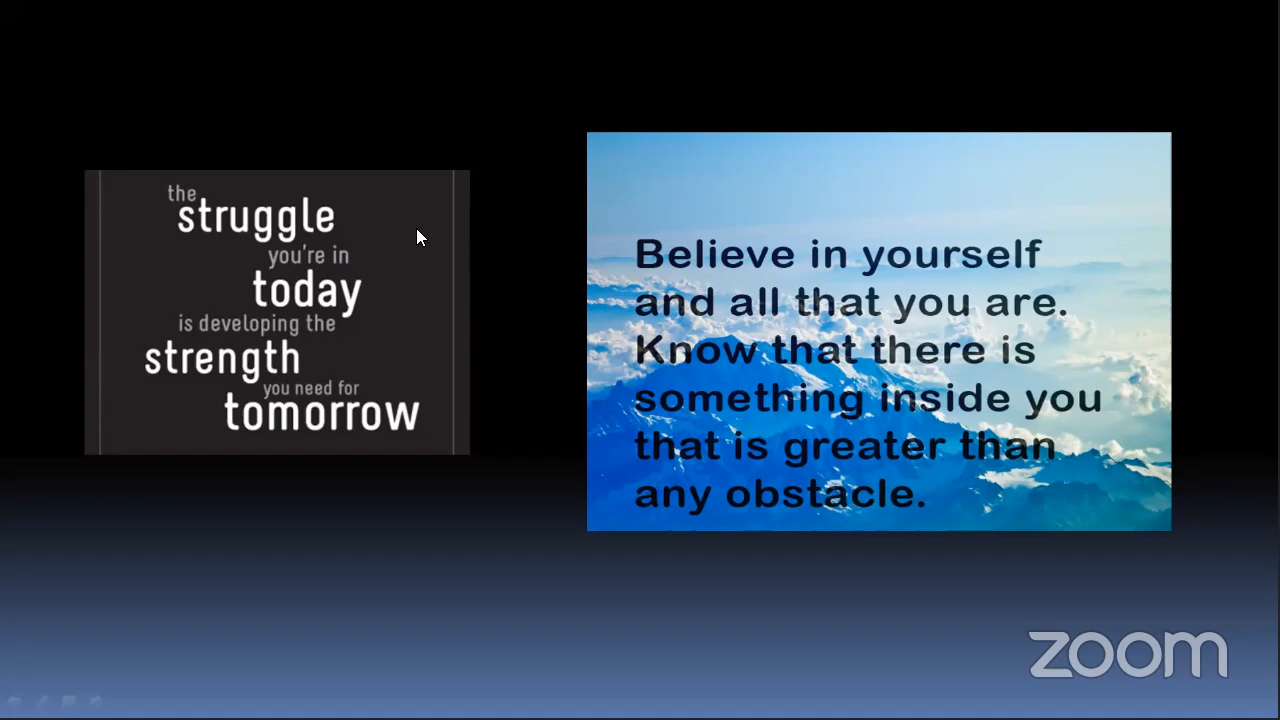 the
struggle
you're in
today
is developing the
strength
you need for
tomorrow
Believe in yourself
and all that you are.
Know that there is
something inside you
that is greater than
any obstacle.
zoom